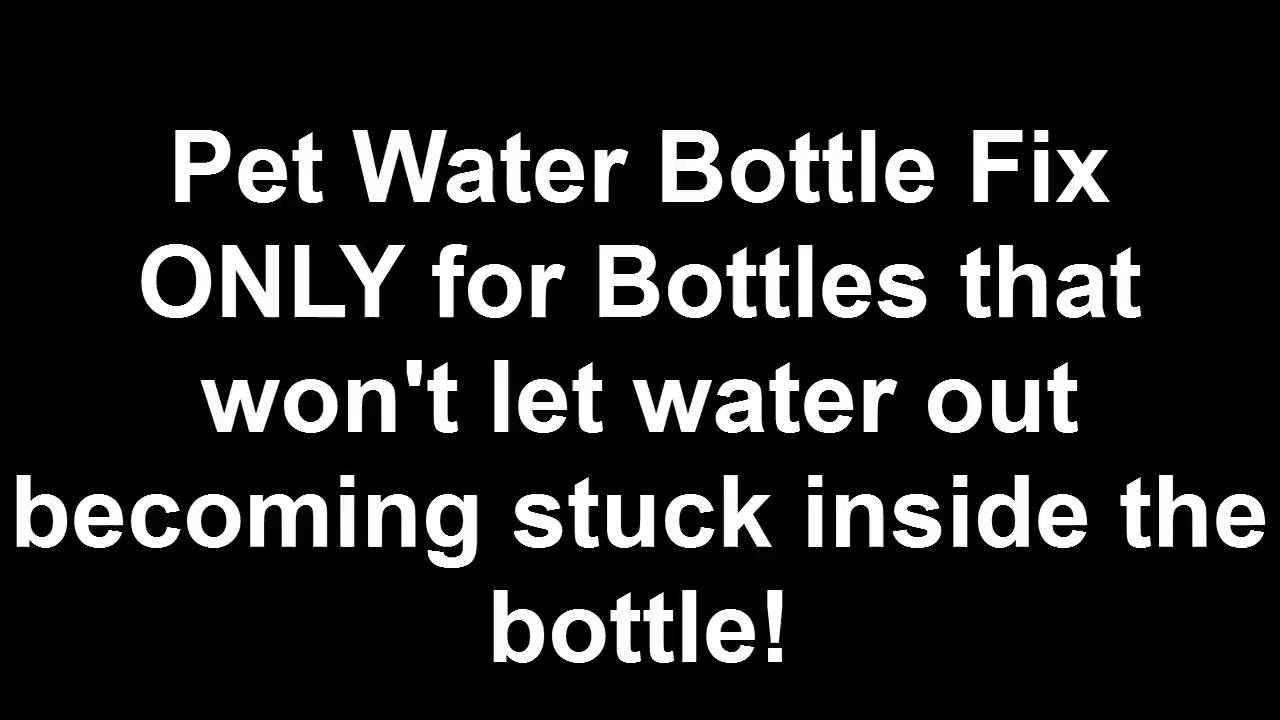 Pet Water Bottle Fix
ONLY for Bottles that
won't let water out
becoming stuck inside the
bottle!